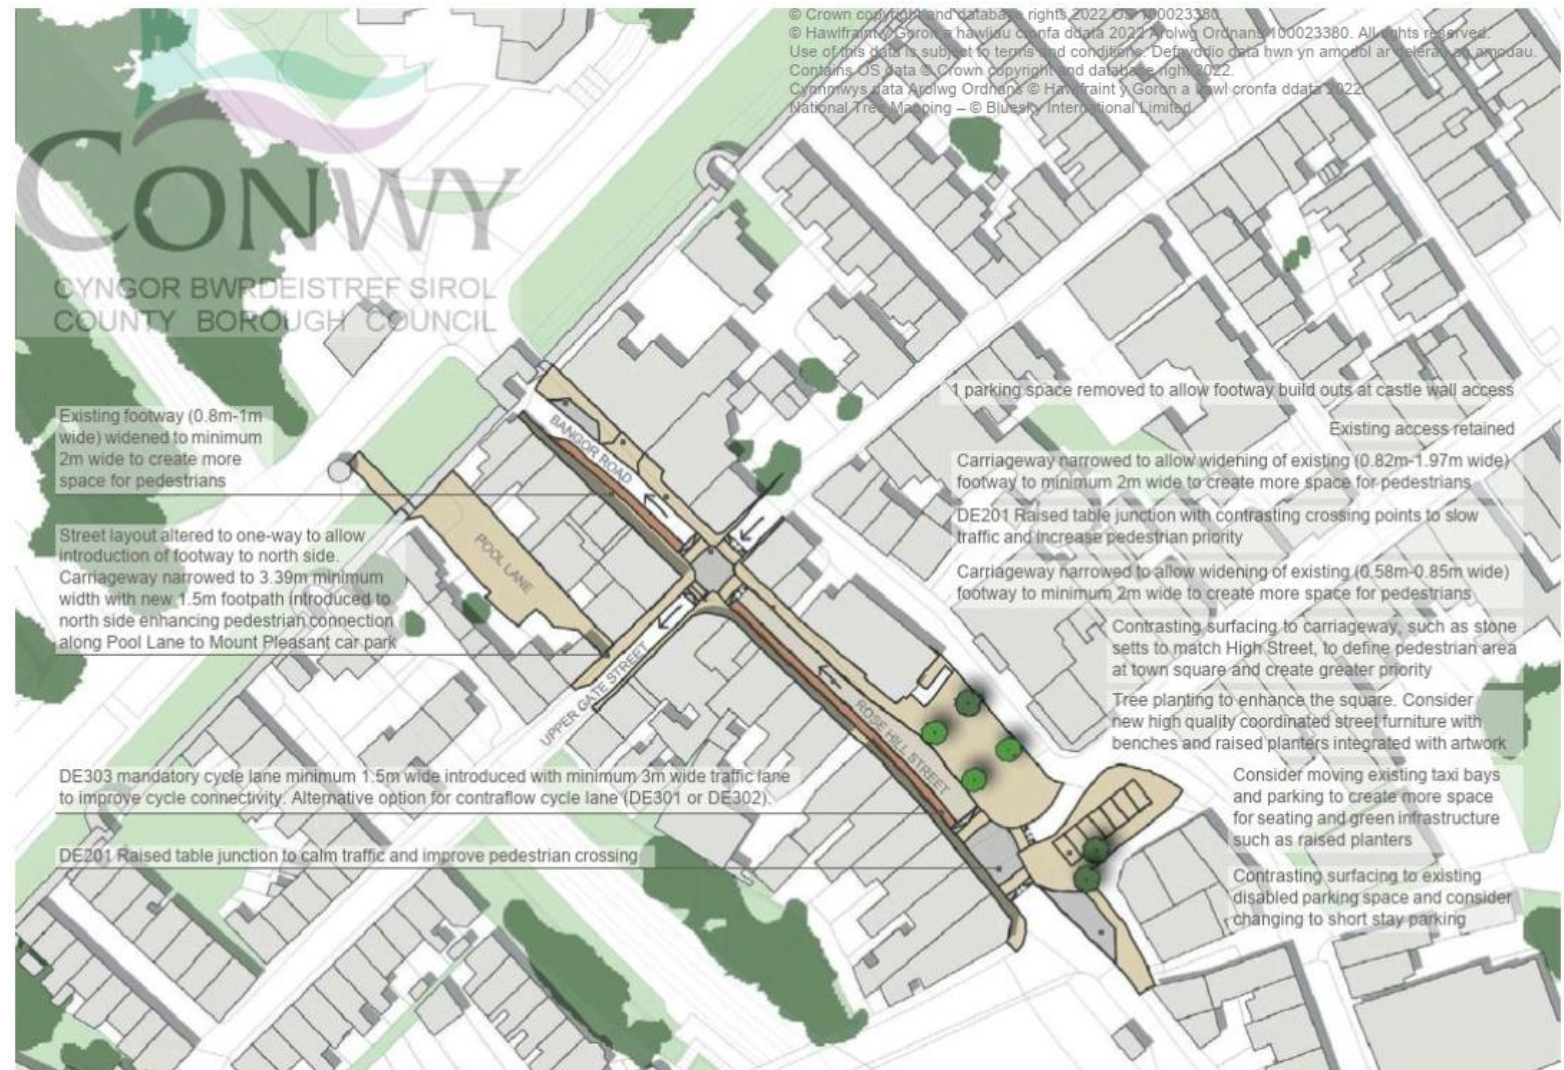 © Crown copyright and database rights 2022 OS 100023380.
© Hawlfraint y Goron a hawliau cronfa ddata 2022 Arolwg Ordnans 100023380. All rights reserved.
Use of this data is subject to terms and conditions. Defnyddio data hwn yn amodol ar delerau ac amodau.
Contains OS data © Crown copyright and database right 2022.
Cynnwys data Arolwg Ordnans © Hawlfraint y Goron a hawl cronfa ddata 2022
National Tree Mapping – © Bluesky International Limited.
CONWY
CYNGOR BWRDEISTREF SIROL
COUNTY BOROUGH COUNCIL
Existing footway (0.8m-1m
wide) widened to minimum
2m wide to create more
space for pedestrians
Street layout altered to one-way to allow
introduction of footway to north side.
Carriageway narrowed to 3.39m minimum
width with new 1.5m footpath introduced to
north side enhancing pedestrian connection
along Pool Lane to Mount Pleasant car park
DE303 mandatory cycle lane minimum 1.5m wide introduced with minimum 3m wide traffic lane
to improve cycle connectivity. Alternative option for contraflow cycle lane (DE301 or DE302).
DE201 Raised table junction to calm traffic and improve pedestrian crossing
BANGOR ROAD
POOL LANE
UPPER GATE STREET
ROSE HILL STREET
1 parking space removed to allow footway build outs at castle wall access
Existing access retained
Carriageway narrowed to allow widening of existing (0.82m-1.97m wide)
footway to minimum 2m wide to create more space for pedestrians
DE201 Raised table junction with contrasting crossing points to slow
traffic and increase pedestrian priority
Carriageway narrowed to allow widening of existing (0.58m-0.85m wide)
footway to minimum 2m wide to create more space for pedestrians
Contrasting surfacing to carriageway, such as stone
setts to match High Street, to define pedestrian area
at town square and create greater priority
Tree planting to enhance the square. Consider
new high quality coordinated street furniture with
benches and raised planters integrated with artwork
Consider moving existing taxi bays
and parking to create more space
for seating and green infrastructure
such as raised planters
Contrasting surfacing to existing
disabled parking space and consider
changing to short stay parking